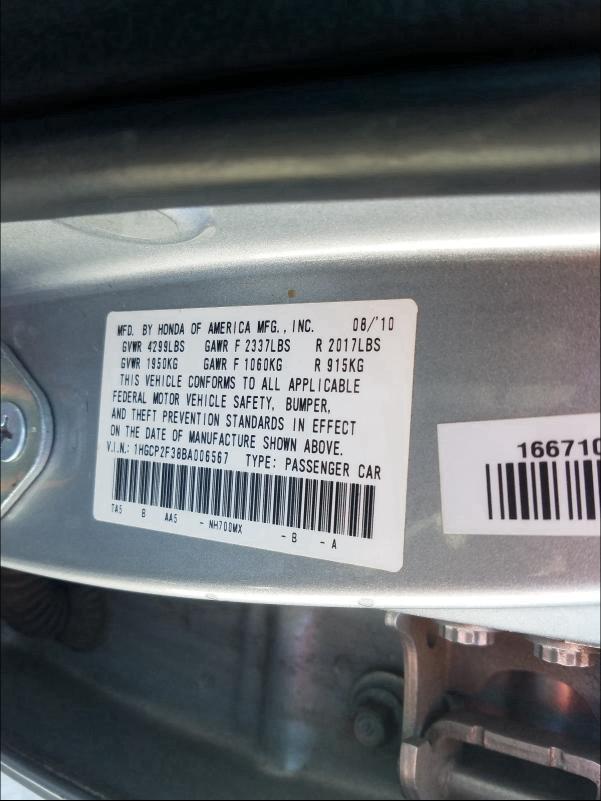 MFD. BY HONDA OF AMERICA MFG., INC. 08/'10
GVWR 4299LBS GAWR F 2337LBS R 2017LBS
GVWR 1950KG GAWR F 1060KG R 915KG
THIS VEHICLE CONFORMS TO ALL APPLICABLE
FEDERAL MOTOR VEHICLE SAFETY, BUMPER,
AND THEFT PREVENTION STANDARDS IN EFFECT
ON THE DATE OF MANUFACTURE SHOWN ABOVE.
V.I.N.: 1HGCP2F38BA006567 TYPE: PASSENGER CAR
TA5 B AA5 - NH700MX - B - A
166710